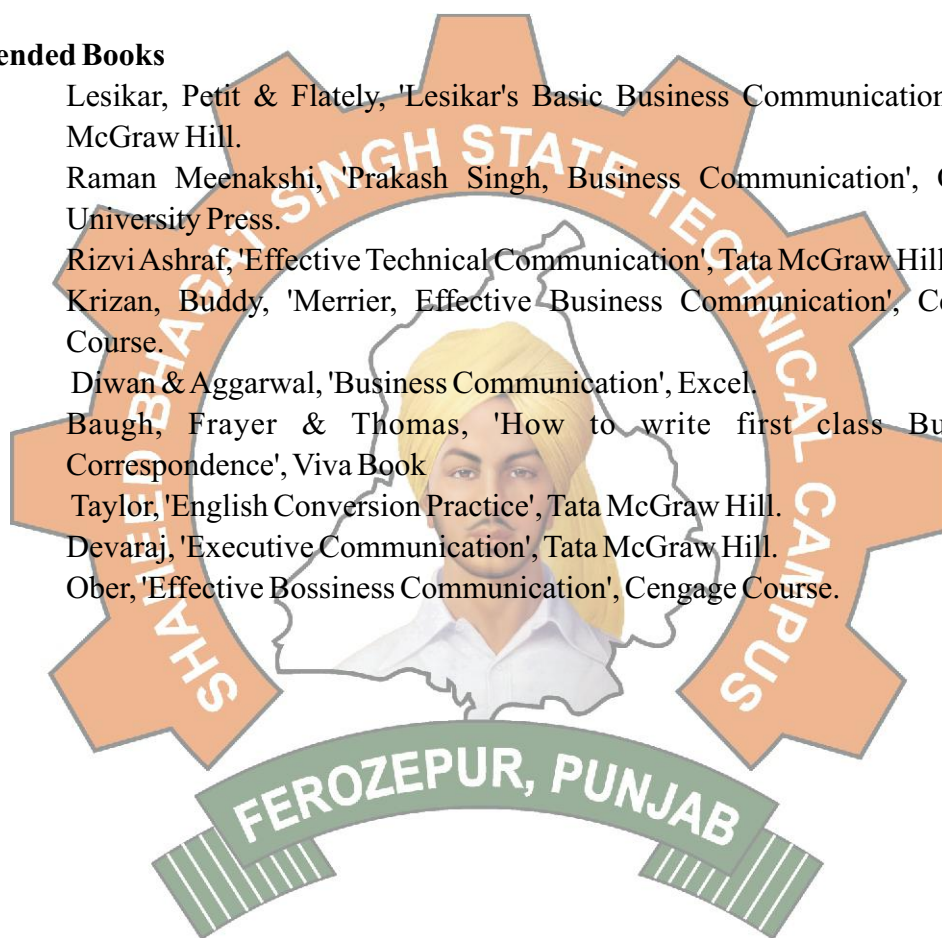 ended Books
Lesikar, Petit & Flately, 'Lesikar's Basic Business Communication
McGraw Hill.
Raman Meenakshi, 'Prakash Singh, Business Communication',
University Press.
Rizvi Ashraf, 'Effective Technical Communication', Tata McGraw Hill
Krizan, Buddy, 'Merrier, Effective Business Communication',
Course.
Diwan & Aggarwal, 'Business Communication', Excel.
Baugh, Frayer & Thomas, 'How to write first class Bu
Correspondence', Viva Book
Taylor, 'English Conversion Practice', Tata McGraw Hill.
Devaraj, 'Executive Communication', Tata McGraw Hill.
Ober, 'Effective Bossiness Communication', Cengage Course.
SHAHEED BHAGAT SINGH STATE TECHNICAL CAMPUS
FEROZEPUR, PUNJAB